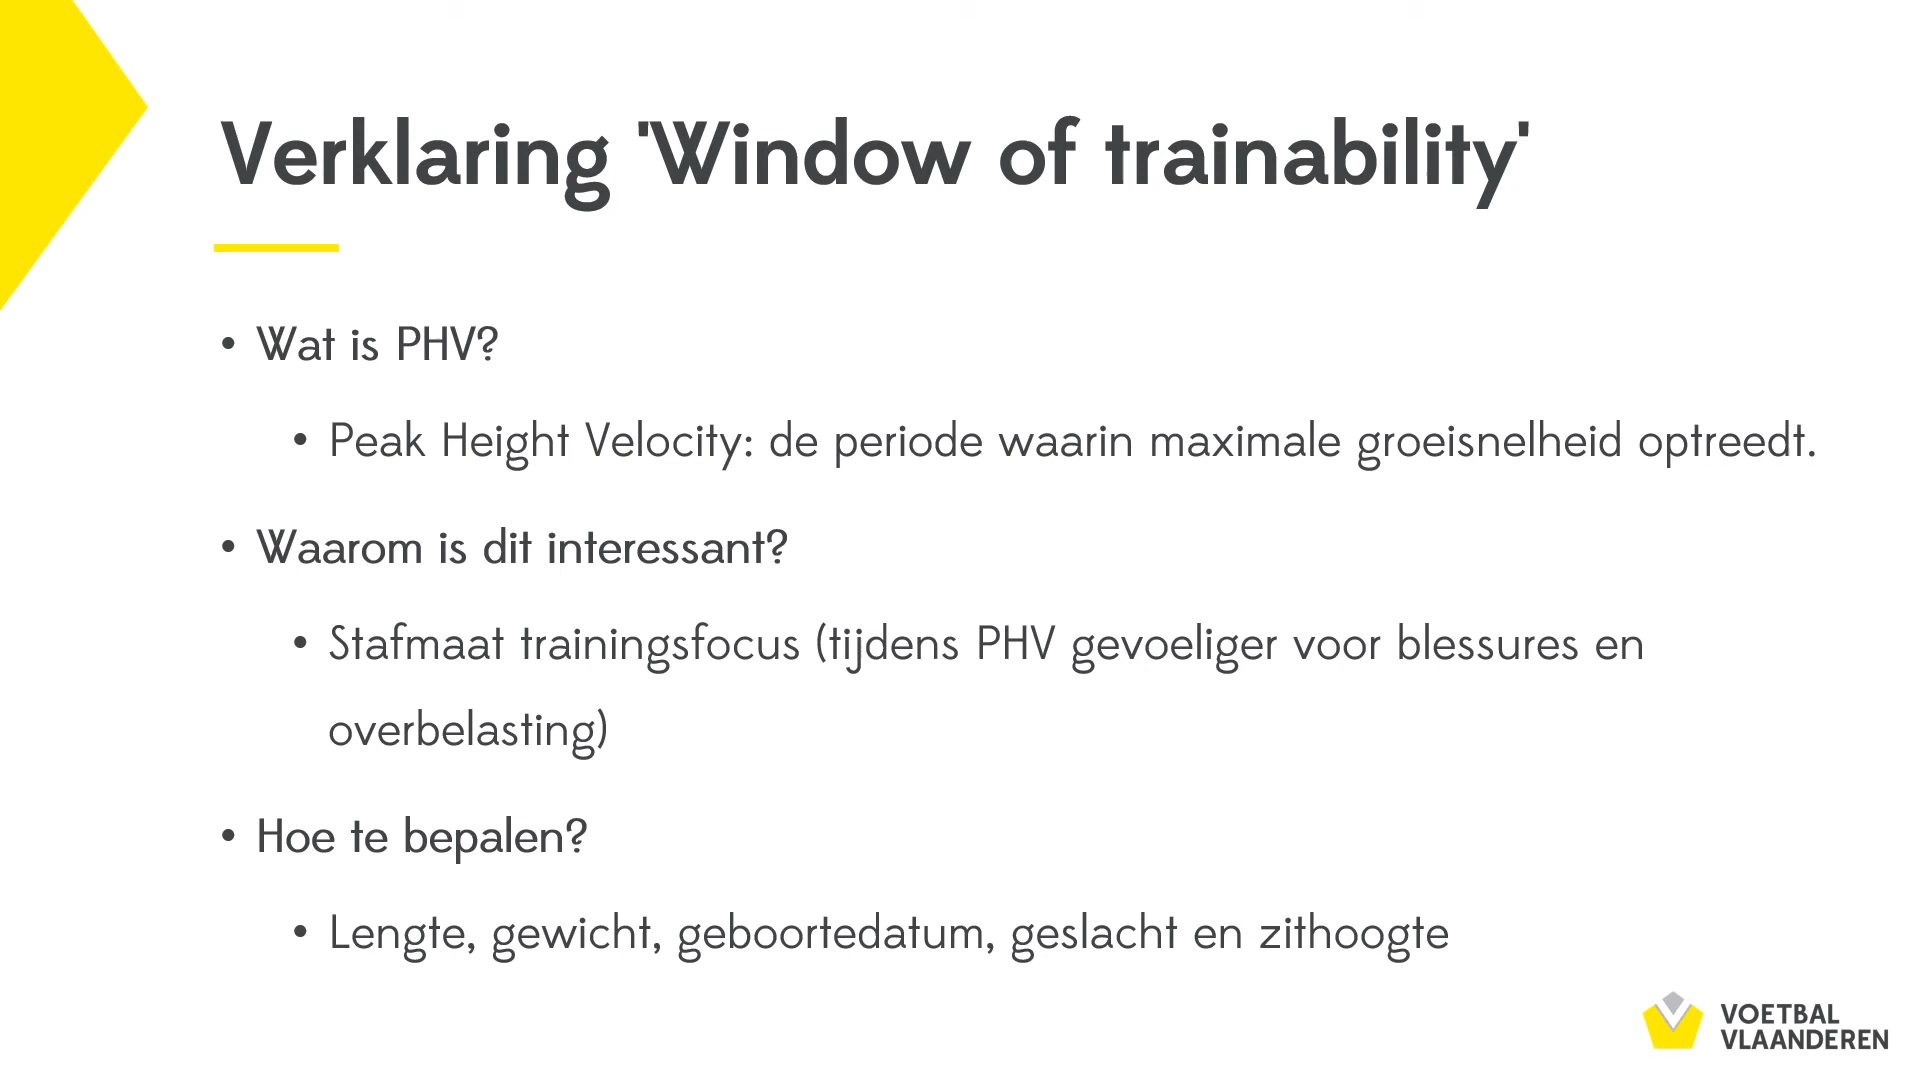 Verklaring 'Window of trainability'
• Wat is PHV?
• Peak Height Velocity: de periode waarin maximale groeisnelheid optreedt.
• Waarom is dit interessant?
• Stafmaat trainingsfocus (tijdens PHV gevoeliger voor blessures en
overbelasting)
• Hoe te bepalen?
• Lengte, gewicht, geboortedatum, geslacht en zithoogte
VOETBAL
VLAANDEREN